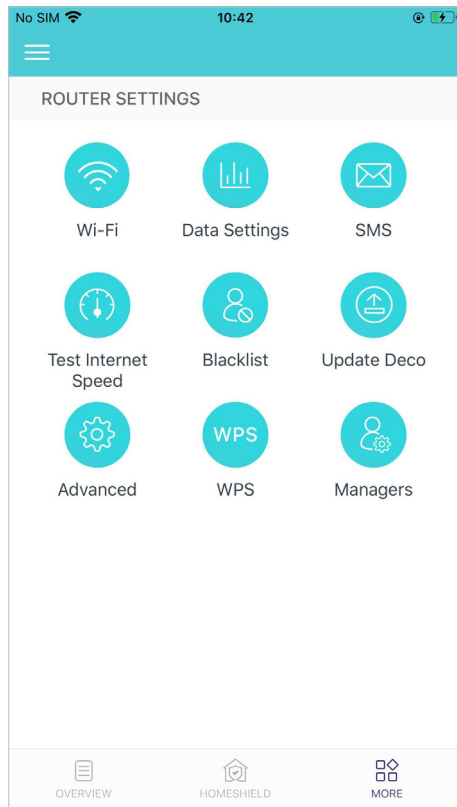 No SIM 10:42
ROUTER SETTINGS
Wi-Fi Data Settings SMS
Test Internet Speed Blacklist Update Deco
WPS
Advanced WPS Managers
OVERVIEW HOMESHIELD MORE